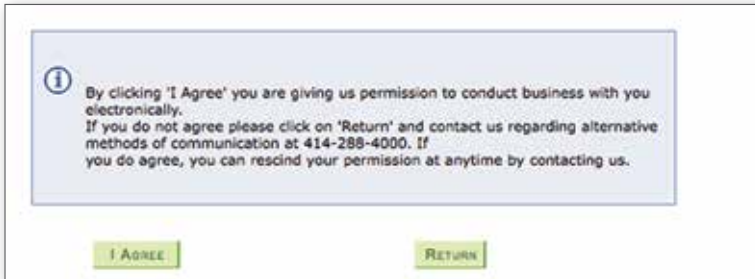 By clicking 'I Agree' you are giving us permission to conduct business with you
electronically.
If you do not agree please click on 'Return' and contact us regarding alternative
methods of communication at 414-288-4000. If
you do agree, you can rescind your permission at anytime by contacting us.
I AGREE RETURN